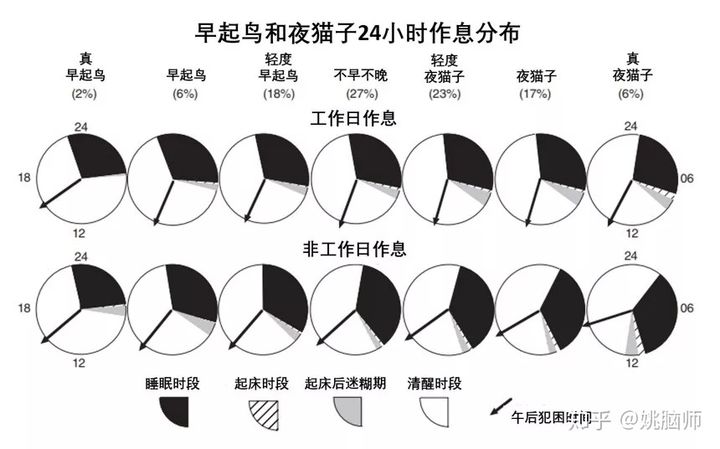 早起鸟和夜猫子24小时作息分布
真
早起鸟
(2%)
早起鸟
(6%)
轻度
早起鸟
(18%)
不早不晚
(27%)
轻度
夜猫子
(23%)
夜猫子
(17%)
真
夜猫子
(6%)
工作日作息
24
18
12
24
06
12
非工作日作息
24
18
12
24
06
12
睡眠时段
起床时段
起床后迷糊期
清醒时段
午后犯困时间
知乎 @姚脑师